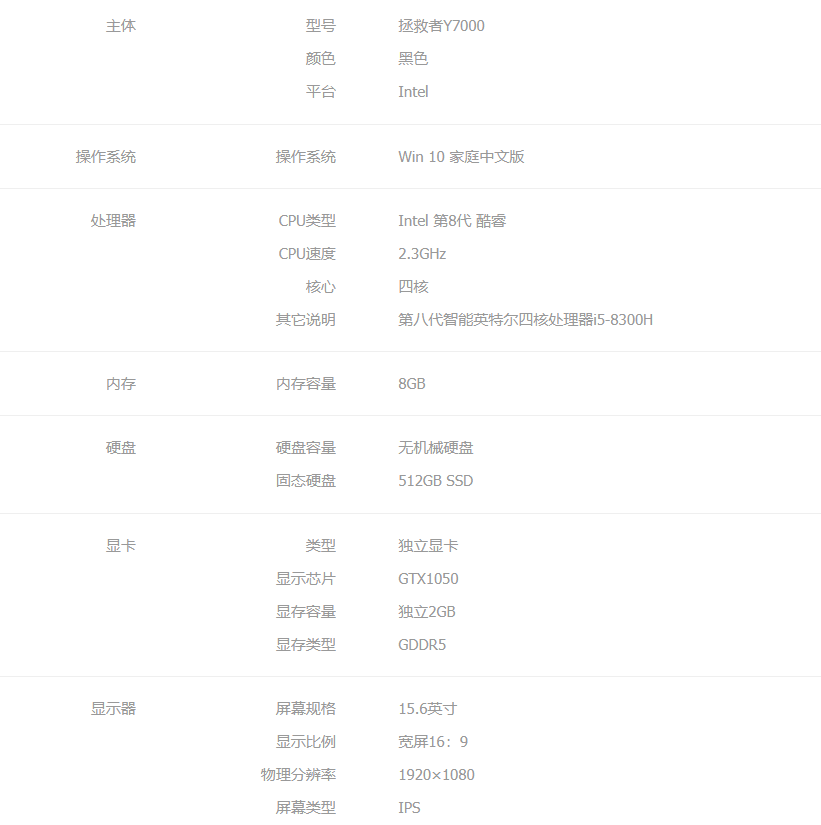 主体 型号 拯救者Y7000
颜色 黑色
平台 Intel
操作系统 操作系统 Win 10 家庭中文版
处理器 CPU类型 Intel 第8代 酷睿
CPU速度 2.3GHz
核心 四核
其它说明 第八代智能英特尔四核处理器i5-8300H
内存 内存容量 8GB
硬盘 硬盘容量 无机械硬盘
固态硬盘 512GB SSD
显卡 类型 独立显卡
显示芯片 GTX1050
显存容量 独立2GB
显存类型 GDDR5
显示器 屏幕规格 15.6英寸
显示比例 宽屏16：9
物理分辨率 1920×1080
屏幕类型 IPS